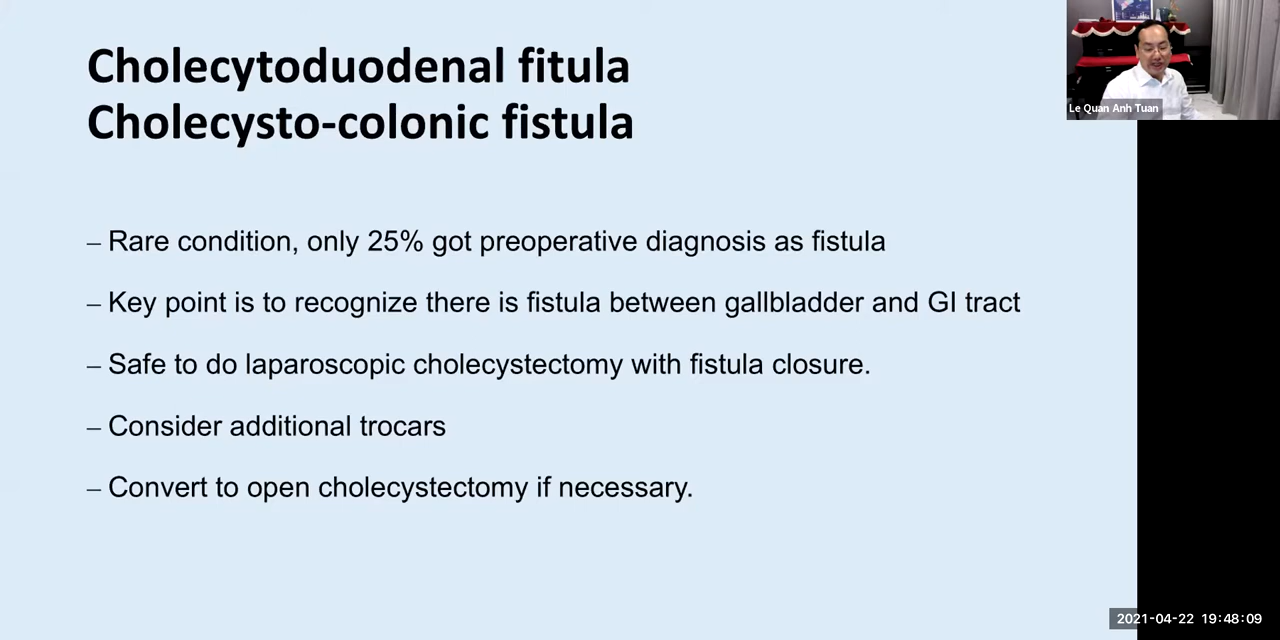 Cholecytoduodenal fitula
Cholecysto-colonic fistula
– Rare condition, only 25% got preoperative diagnosis as fistula
– Key point is to recognize there is fistula between gallbladder and GI tract
– Safe to do laparoscopic cholecystectomy with fistula closure.
– Consider additional trocars
– Convert to open cholecystectomy if necessary.
Le Quan Anh Tuan
2021-04-22 19:48:09